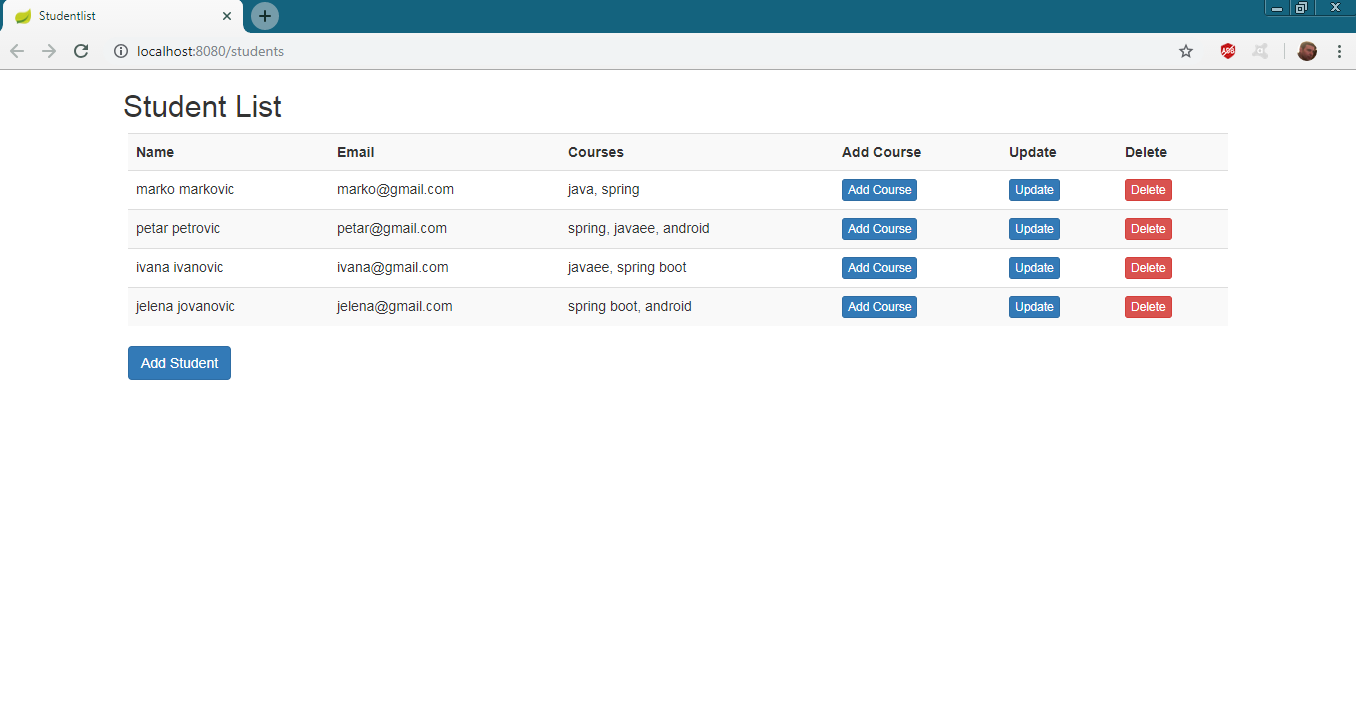 Studentlist
localhost:8080/students
ABP
Student List
Name Email Courses Add Course Update Delete
marko markovic marko@gmail.com java, spring Add Course Update Delete
petar petrovic petar@gmail.com spring, javaee, android Add Course Update Delete
ivana ivanovic ivana@gmail.com javaee, spring boot Add Course Update Delete
jelena jovanovic jelena@gmail.com spring boot, android Add Course Update Delete
Add Student